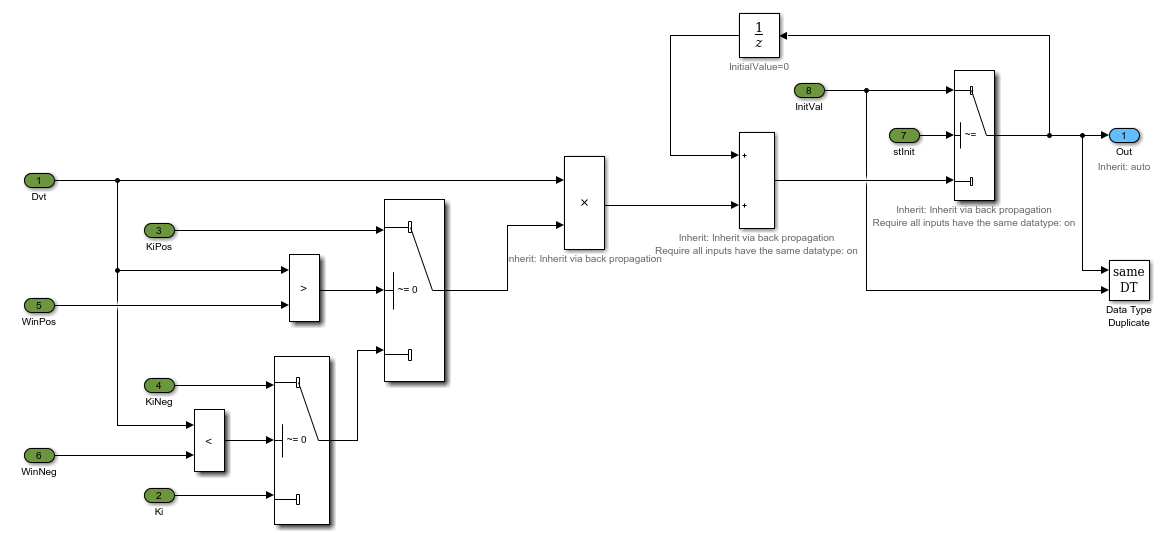 1
z
InitialValue=0
8
InitVal
7
stInit
~=
1
Out
Inherit: auto
1
Dvt
+
+
×
3
KiPos
Inherit: Inherit via back propagation
Require all inputs have the same datatype: on
Inherit: Inherit via back propagation
Require all inputs have the same datatype: on
nherit: Inherit via back propagation
>
~= 0
5
WinPos
same
DT
Data Type
Duplicate
4
KiNeg
<
~= 0
6
WinNeg
2
Ki